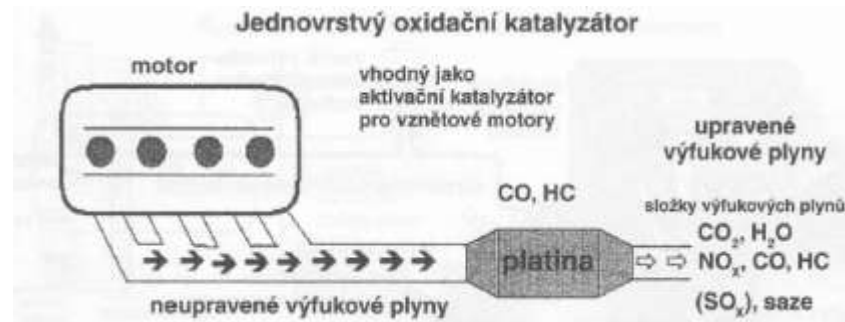 Jednovrstvý oxidační katalyzátor
motor
vhodný jako
aktivační katalyzátor
pro vznětové motory
upravené
výfukové plyny
CO, HC
složky výfukových plynů
CO₂, H₂O
platina
NOₓ, CO, HC
neupravené výfukové plyny
(SOₓ), saze